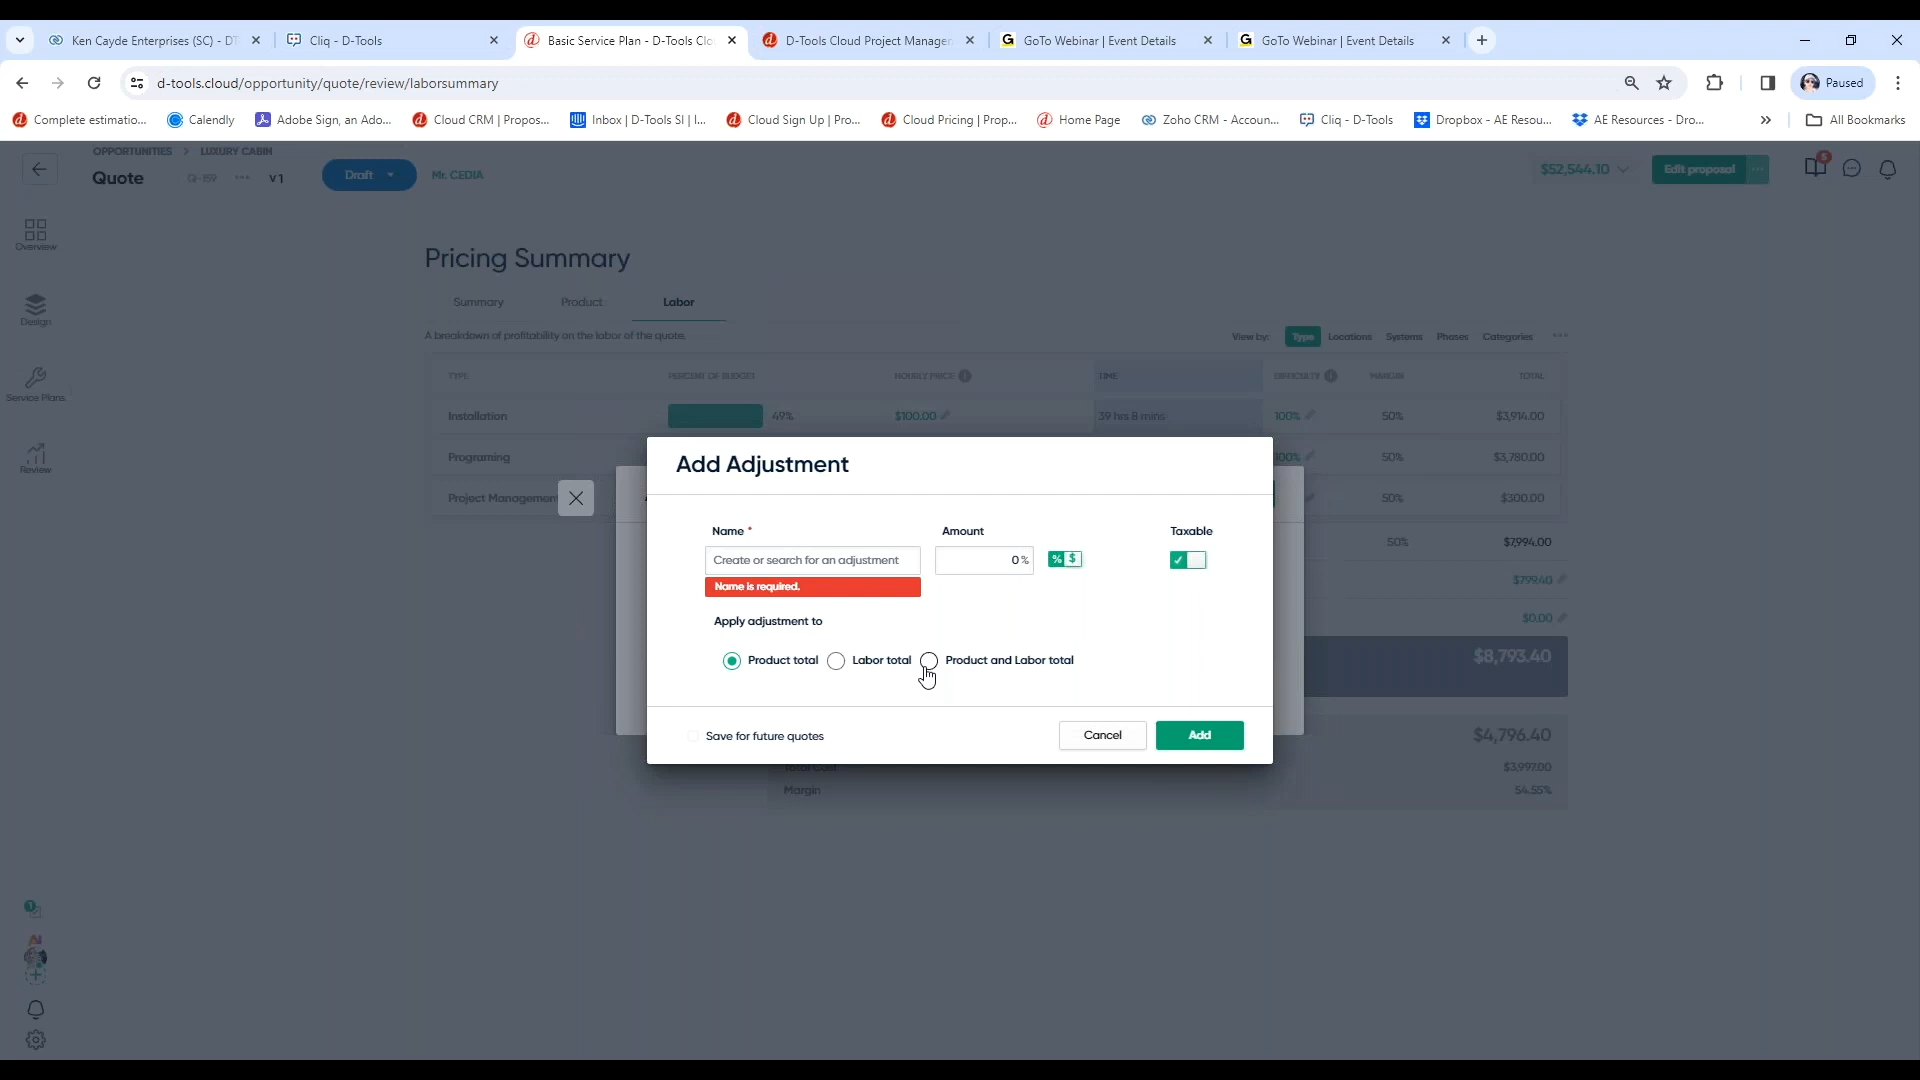 Ken Cayde Enterprises (SC) - DT
Cliq - D-Tools
Basic Service Plan - D-Tools Clo
D-Tools Cloud Project Manager
GoTo Webinar | Event Details
GoTo Webinar | Event Details
d-tools.cloud/opportunity/quote/review/laborsummary
Paused
Complete estimatio...
Calendly
Adobe Sign, an Ado...
Cloud CRM | Propos...
Inbox | D-Tools SI | I...
Cloud Sign Up | Pro...
Cloud Pricing | Prop...
Home Page
Zoho CRM - Accoun...
Cliq - D-Tools
Dropbox - AE Resou...
AE Resources - Dro...
All Bookmarks
OPPORTUNITIES > LUXURY CABIN
Quote
Q-159
...
V1
Draft
Mr. CEDIA
$52,544.10
Edit proposal
...
5
Overview
Design
Service Plans
Review
Pricing Summary
Summary
Product
Labor
A breakdown of profitability on the labor of the quote.
View by:
Type
Locations
Systems
Phases
Categories
...
TYPE
PERCENT OF BUDGET
HOURLY PRICE
TIME
DIFFICULTY
MARGIN
TOTAL
Installation
49%
$100.00
39 hrs 8 mins
100%
50%
$3,914.00
Programing
100%
50%
$3,780.00
Project Management
50%
$300.00
50%
$7,994.00
$799.40
$0.00
$8,793.40
$4,796.40
Total Cost
$3,997.00
Margin
54.55%
Add Adjustment
Name *
Amount
Taxable
Create or search for an adjustment
0%
%
$
Name is required.
Apply adjustment to
Product total
Labor total
Product and Labor total
Save for future quotes
Cancel
Add
1